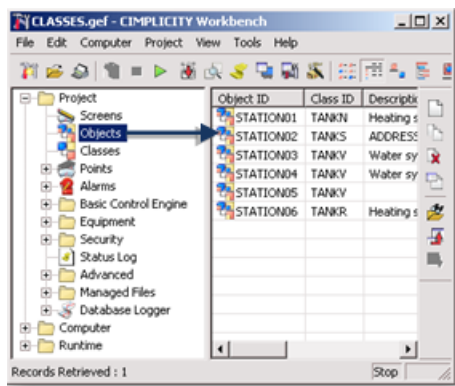 CLASSES.gef - CIMPLICITY Workbench
File Edit Computer Project View Tools Help
Project
Screens
Objects
Classes
Points
Alarms
Basic Control Engine
Equipment
Security
Status Log
Advanced
Managed Files
Database Logger
Computer
Runtime
Object ID Class ID Descriptic
STATION01 TANKN Heating s
STATION02 TANKS ADDRESS
STATION03 TANKV Water sy
STATION04 TANKV Water sy
STATION05 TANKV
STATION06 TANKR Heating s
Records Retrieved : 1 Stop